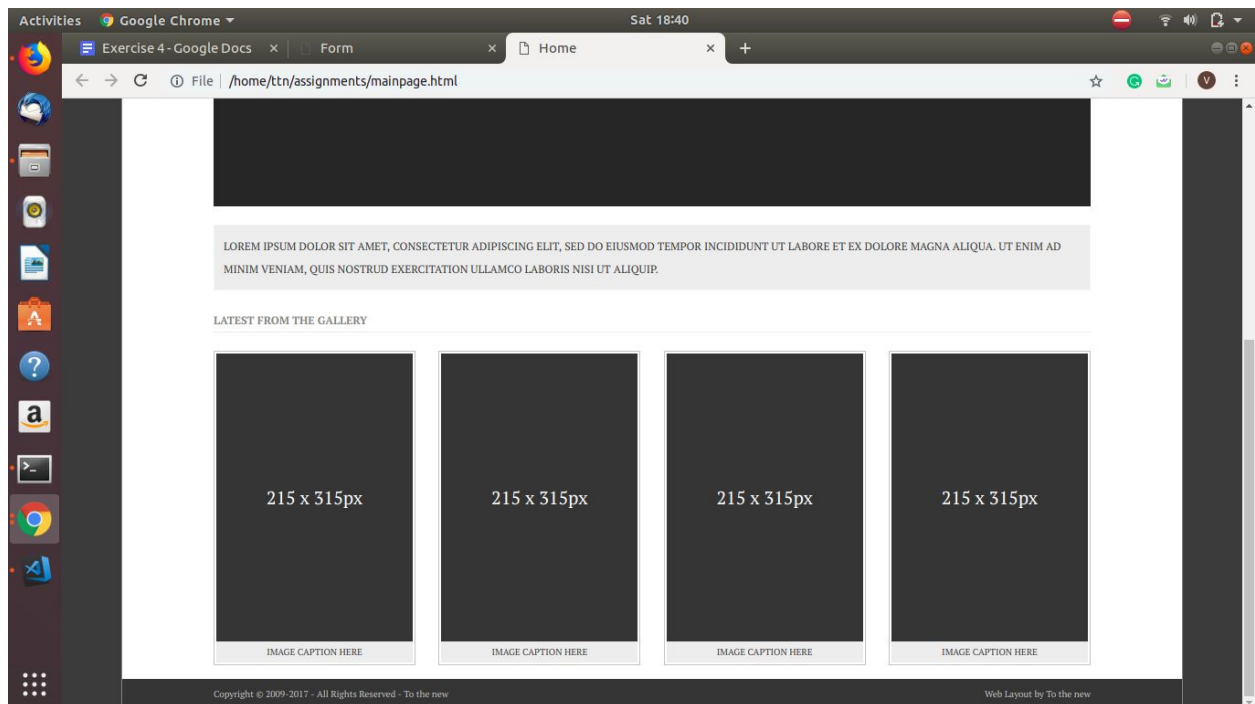 Activities Google Chrome Sat 18:40
Exercise 4 - Google Docs Form Home
File /home/ttn/assignments/mainpage.html V
LOREM IPSUM DOLOR SIT AMET, CONSECTETUR ADIPISCING ELIT, SED DO EIUSMOD TEMPOR INCIDIDUNT UT LABORE ET EX DOLORE MAGNA ALIQUA. UT ENIM AD
MINIM VENIAM, QUIS NOSTRUD EXERCITATION ULLAMCO LABORIS NISI UT ALIQUIP.
LATEST FROM THE GALLERY
215 x 315px 215 x 315px 215 x 315px 215 x 315px
IMAGE CAPTION HERE IMAGE CAPTION HERE IMAGE CAPTION HERE IMAGE CAPTION HERE
Copyright © 2009-2017 - All Rights Reserved - To the new Web Layout by To the new